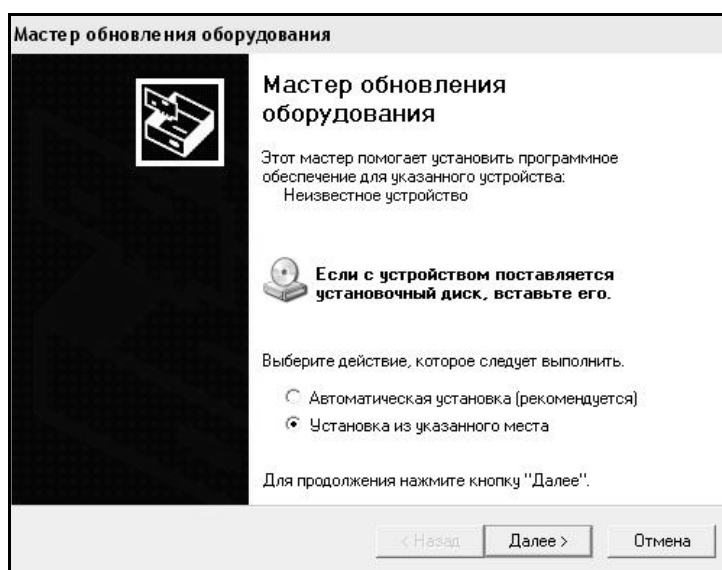 Мастер обновления оборудования
Мастер обновления
оборудования
Этот мастер помогает установить программное
обеспечение для указанного устройства:
Неизвестное устройство
Если с устройством поставляется
установочный диск, вставьте его.
Выберите действие, которое следует выполнить.
Автоматическая установка (рекомендуется)
Установка из указанного места
Для продолжения нажмите кнопку "Далее".
< Назад
Далее >
Отмена